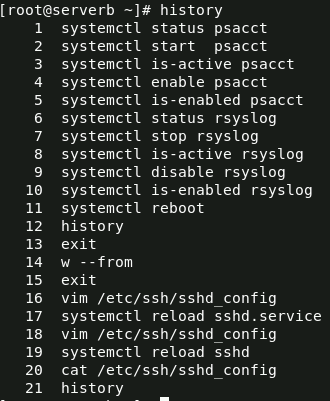 [root@serverb ~]# history
    1  systemctl status psacct
    2  systemctl start  psacct
    3  systemctl is-active psacct
    4  systemctl enable psacct
    5  systemctl is-enabled psacct
    6  systemctl status rsyslog
    7  systemctl stop rsyslog
    8  systemctl is-active rsyslog
    9  systemctl disable rsyslog
   10  systemctl is-enabled rsyslog
   11  systemctl reboot
   12  history
   13  exit
   14  w --from
   15  exit
   16  vim /etc/ssh/sshd_config
   17  systemctl reload sshd.service
   18  vim /etc/ssh/sshd_config
   19  systemctl reload sshd
   20  cat /etc/ssh/sshd_config
   21  history